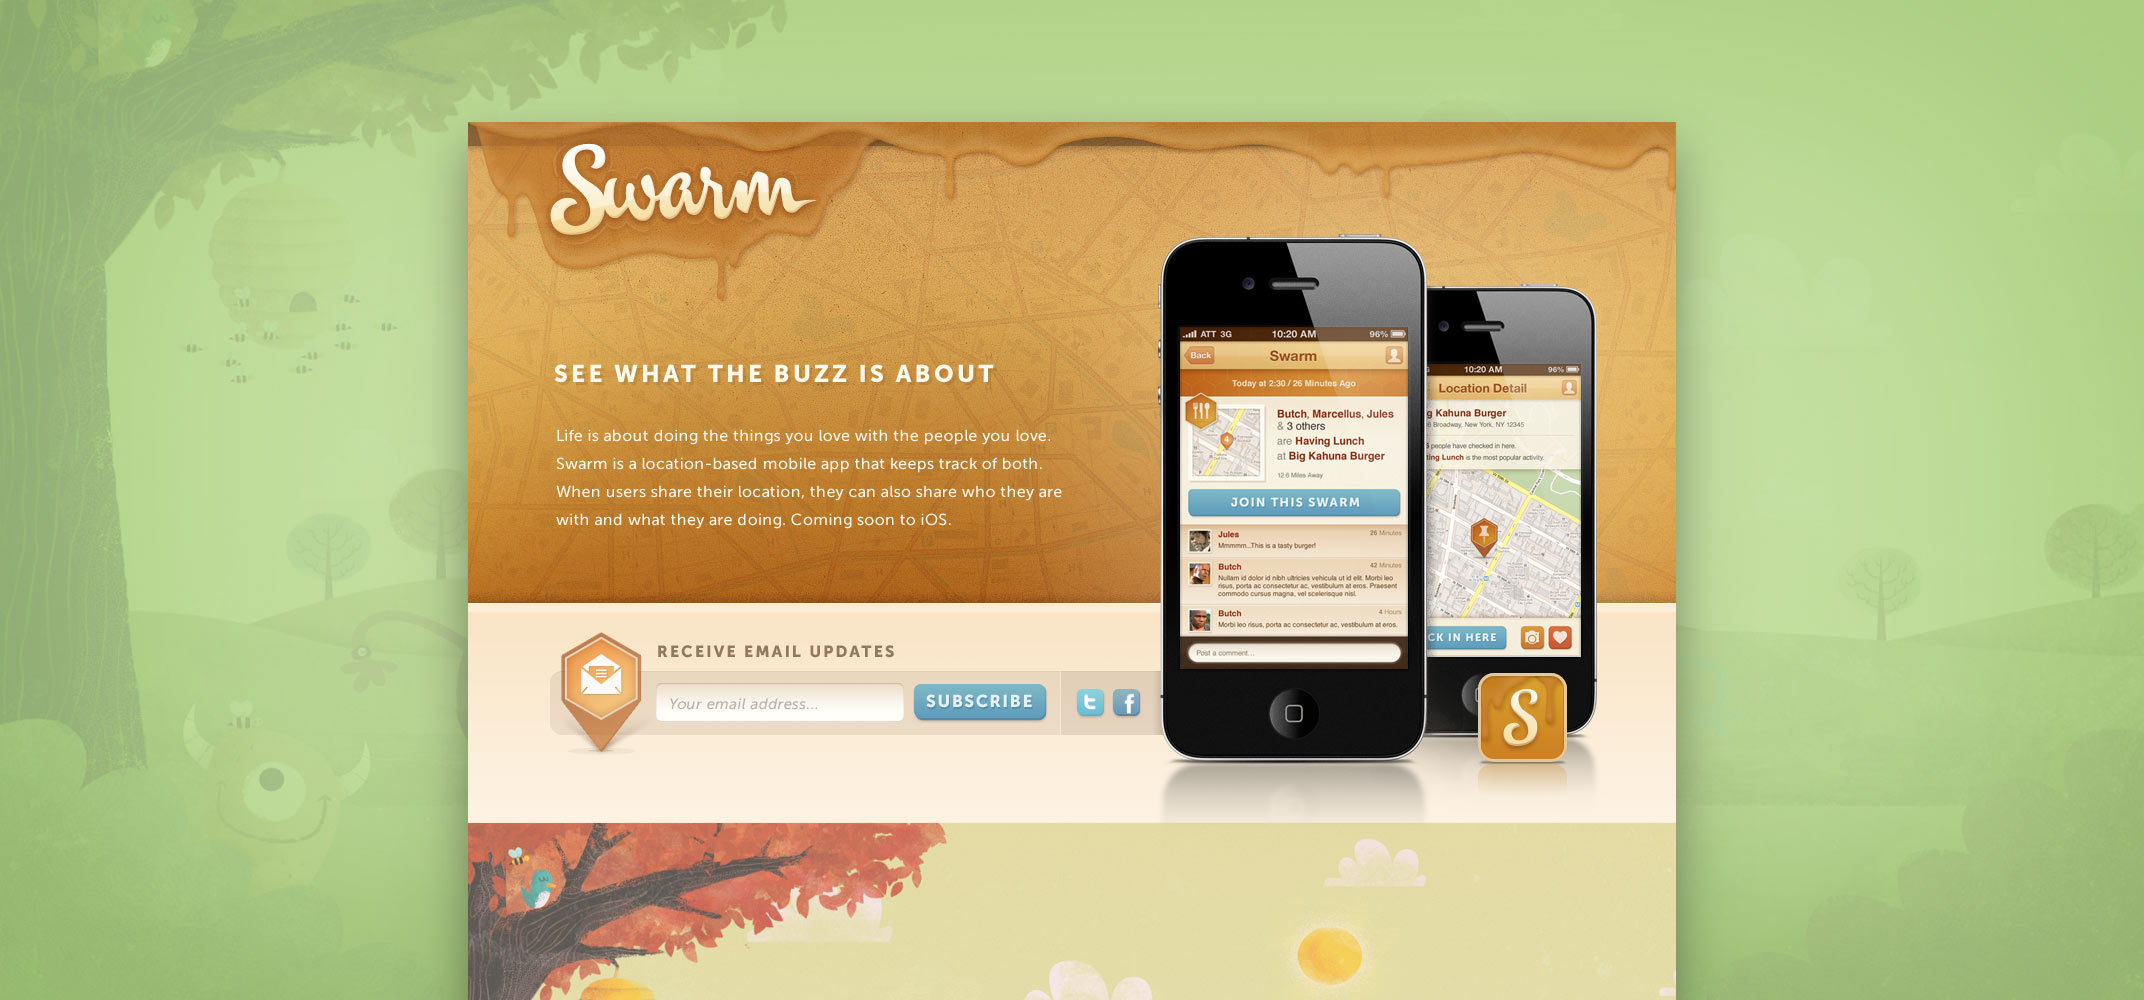 Swarm
SEE WHAT THE BUZZ IS ABOUT
Life is about doing the things you love with the people you love.
Swarm is a location-based mobile app that keeps track of both.
When users share their location, they can also share who they are
with and what they are doing. Coming soon to iOS.
RECEIVE EMAIL UPDATES
Your email address...
SUBSCRIBE
ATT 3G 10:20 AM 96%
Back Swarm
Today at 2:30 / 26 Minutes Ago
4
Butch, Marcellus, Jules
& 3 others
are Having Lunch
at Big Kahuna Burger
12.6 Miles Away
JOIN THIS SWARM
Jules 26 Minutes
Mmmmm...This is a tasty burger!
Butch 42 Minutes
Nullam id dolor id nibh ultricies vehicula ut id elit. Morbi leo
risus, porta ac consectetur ac, vestibulum at eros. Praesent
commodo cursus magna, vel scelerisque nisl.
Butch 4 Hours
Morbi leo risus, porta ac consectetur ac, vestibulum at eros.
Post a comment...
10:20 AM 96%
Location Detail
g Kahuna Burger
6 Broadway, New York, NY 12345
people have checked in here.
ing Lunch is the most popular activity.
CK IN HERE
S